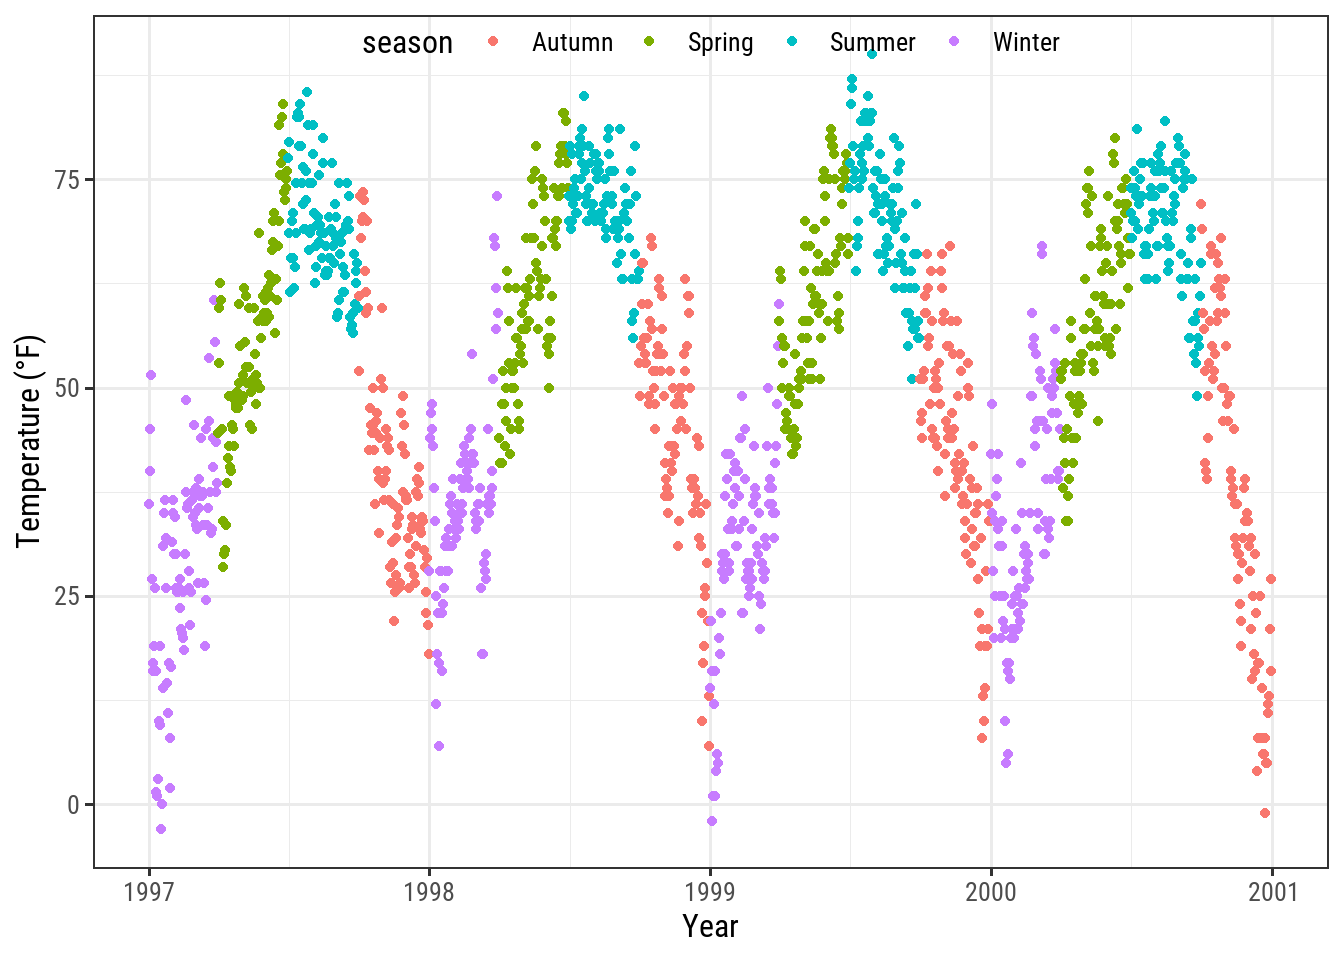 season Autumn Spring Summer Winter
75
50
25
0
Temperature (°F)
1997 1998 1999 2000 2001
Year